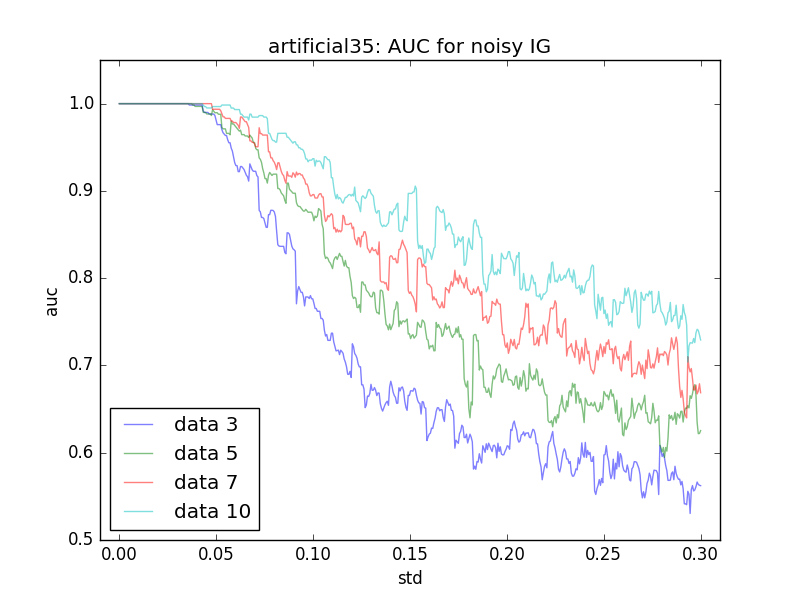 artificial35: AUC for noisy IG
1.0
0.9
0.8
0.7
0.6
0.5
auc
data 3
data 5
data 7
data 10
0.00 0.05 0.10 0.15 0.20 0.25 0.30
std